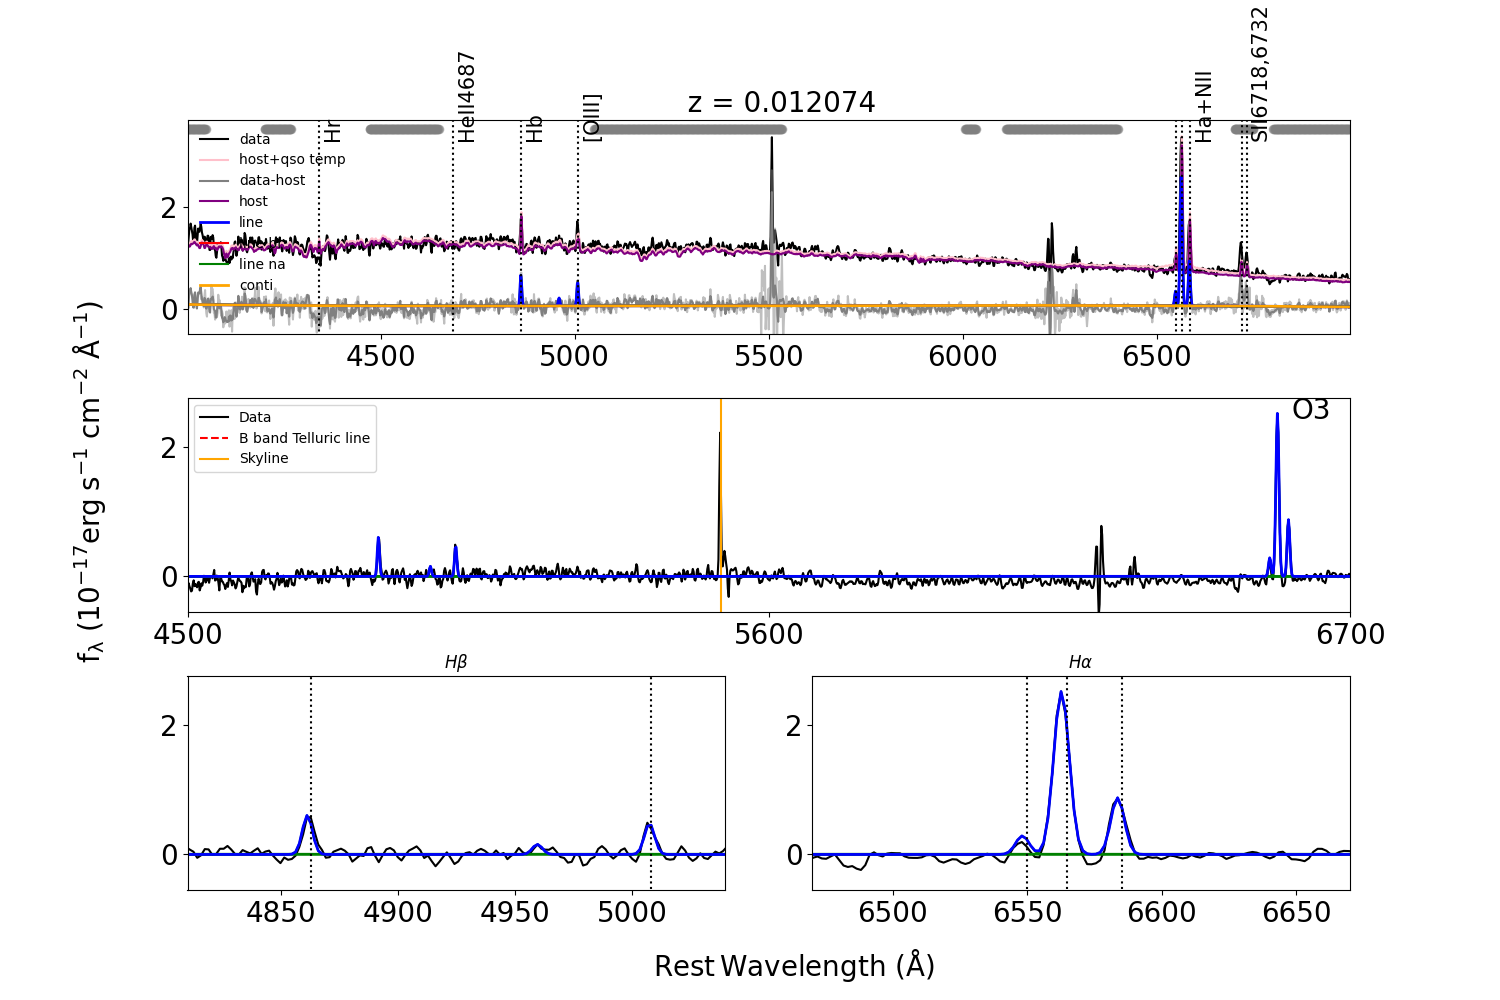 z = 0.012074
Hr
HeII4687
Hb
[OIII]
Ha+NII
SII6718,6732
data
host+qso temp
data-host
host
line
line na
conti
2
0
4500
5000
5500
6000
6500
fλ (10⁻¹⁷erg s⁻¹ cm⁻² Å⁻¹)
Data
B band Telluric line
Skyline
O3
2
0
4500
5600
6700
Hβ
2
0
4850
4900
4950
5000
Hα
2
0
6500
6550
6600
6650
Rest Wavelength (Å)